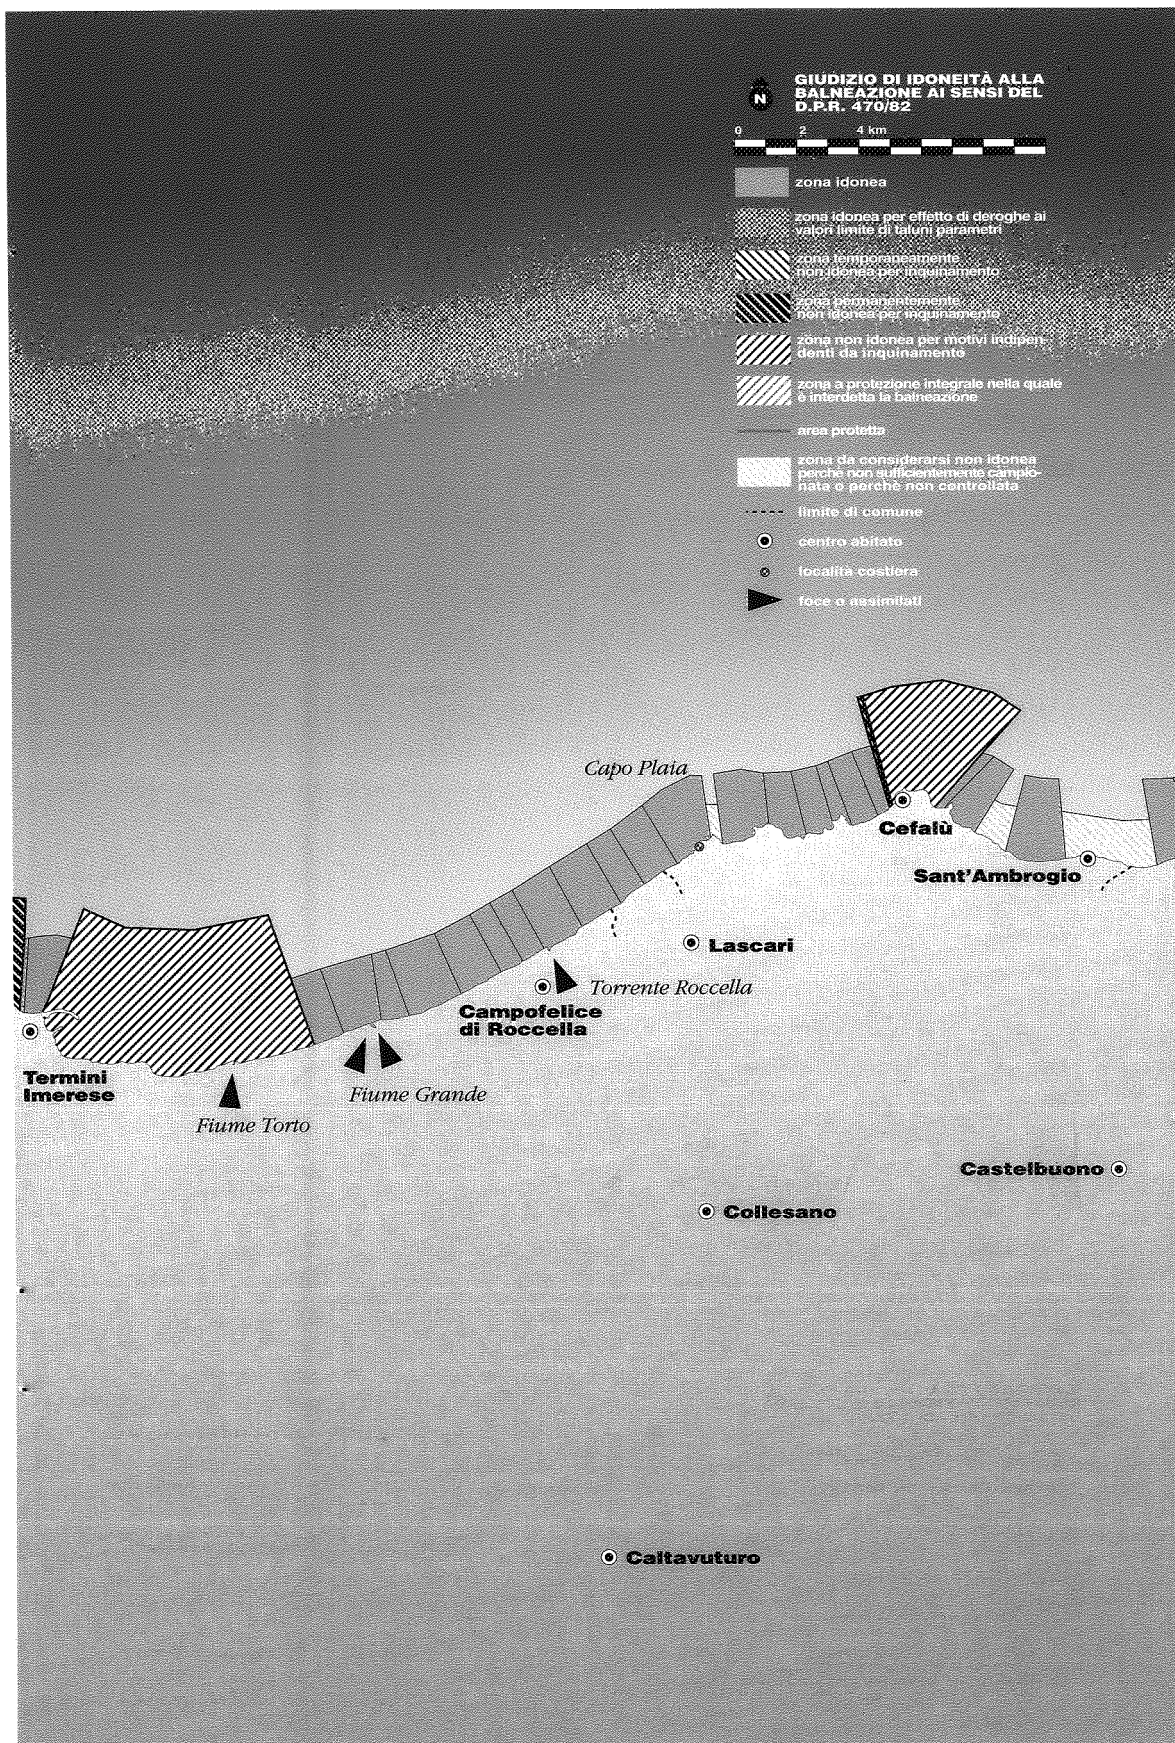 N
GIUDIZIO DI IDONEITÀ ALLA
BALNEAZIONE AI SENSI DEL
D.P.R. 470/82
0 2 4 km
zona idonea
zona idonea per effetto di deroghe ai
valori limite di taluni parametri
zona temporaneamente
non idonea per inquinamento
zona permanentemente
non idonea per inquinamento
zona non idonea per motivi indipen-
denti da inquinamento
zona a protezione integrale nella quale
è interdetta la balneazione
area protetta
zona da considerarsi non idonea
perchè non sufficientemente campio-
nata o perchè non controllata
limite di comune
centro abitato
località costiera
foce o assimilati
Capo Plaia
Cefalù
Sant'Ambrogio
Lascari
Torrente Roccella
Campofelice
di Roccella
Termini
Imerese
Fiume Grande
Fiume Torto
Castelbuono
Collesano
Caltavuturo